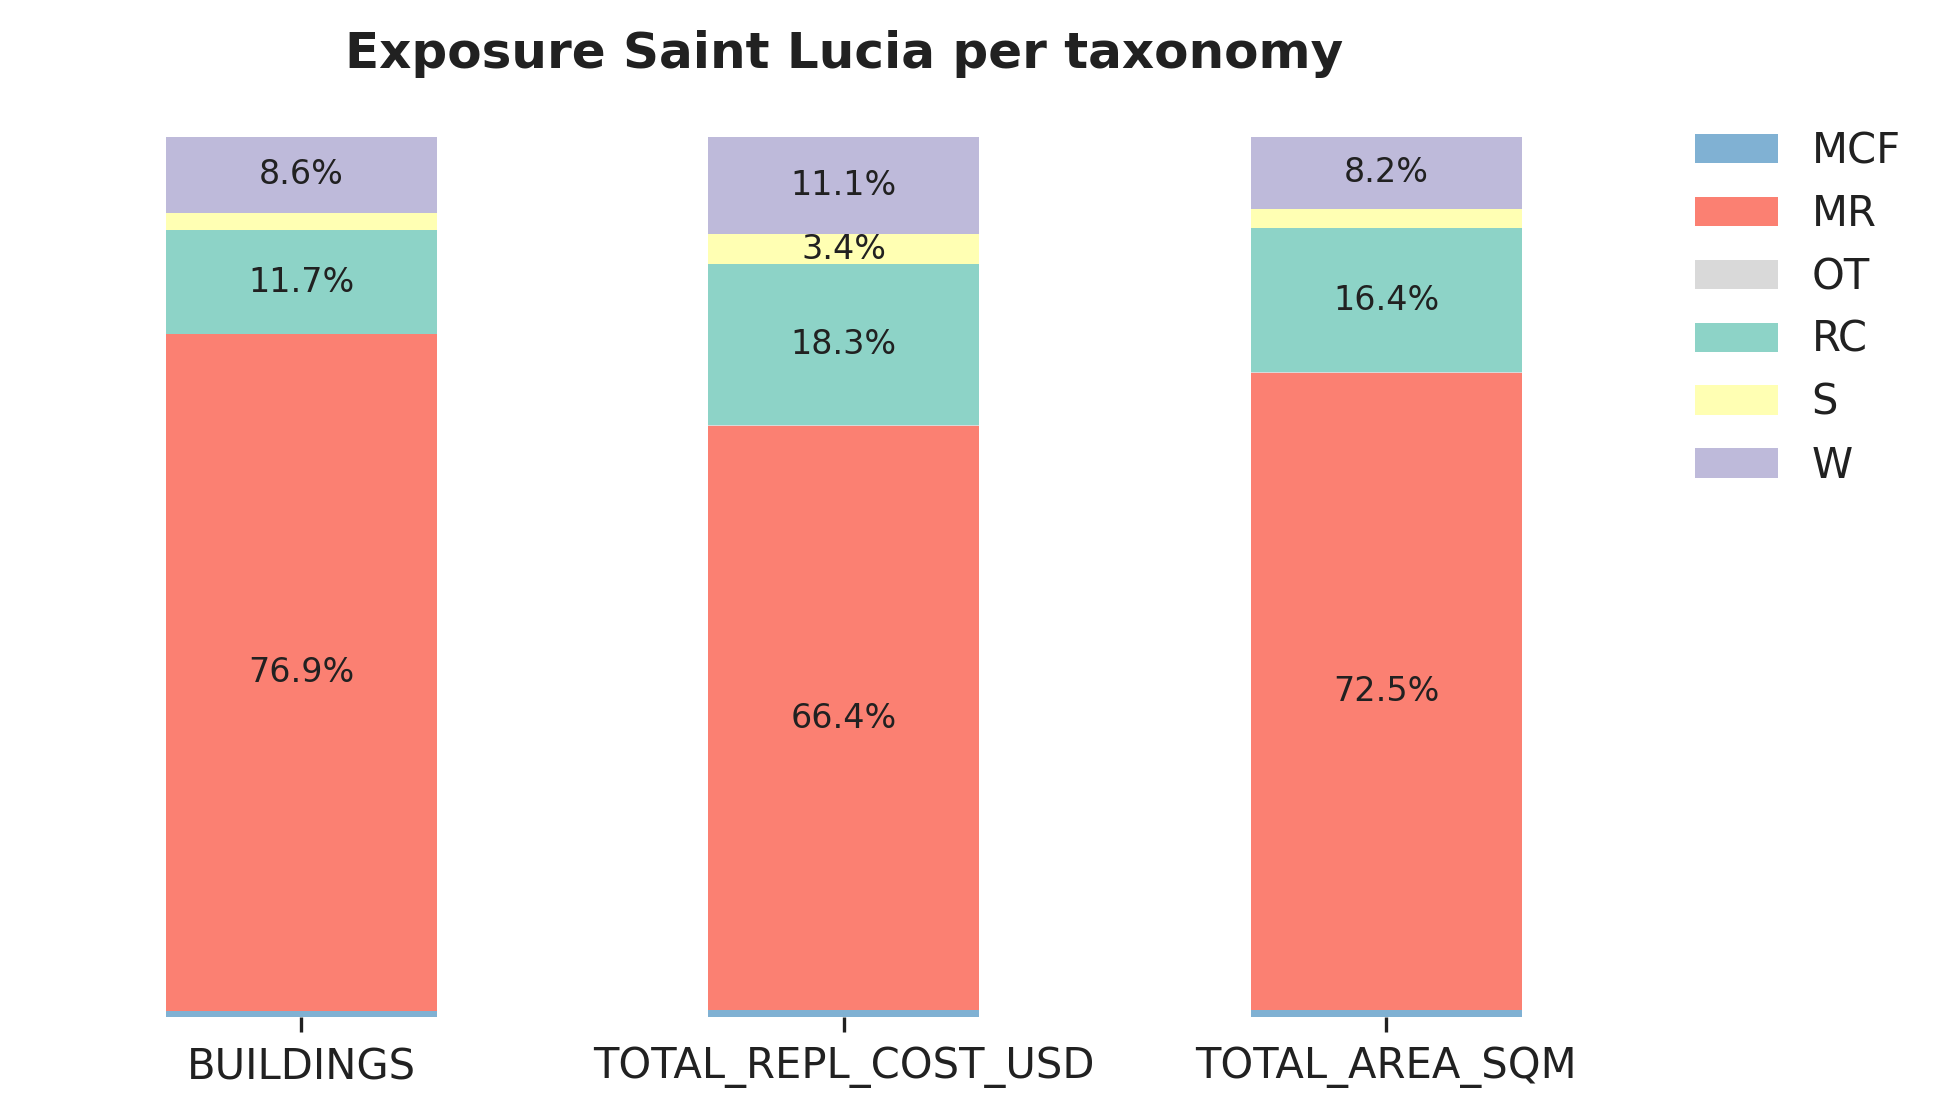 Exposure Saint Lucia per taxonomy
8.6%
11.7%
76.9%
11.1%
3.4%
18.3%
66.4%
8.2%
16.4%
72.5%
BUILDINGS
TOTAL_REPL_COST_USD
TOTAL_AREA_SQM
MCF
MR
OT
RC
S
W